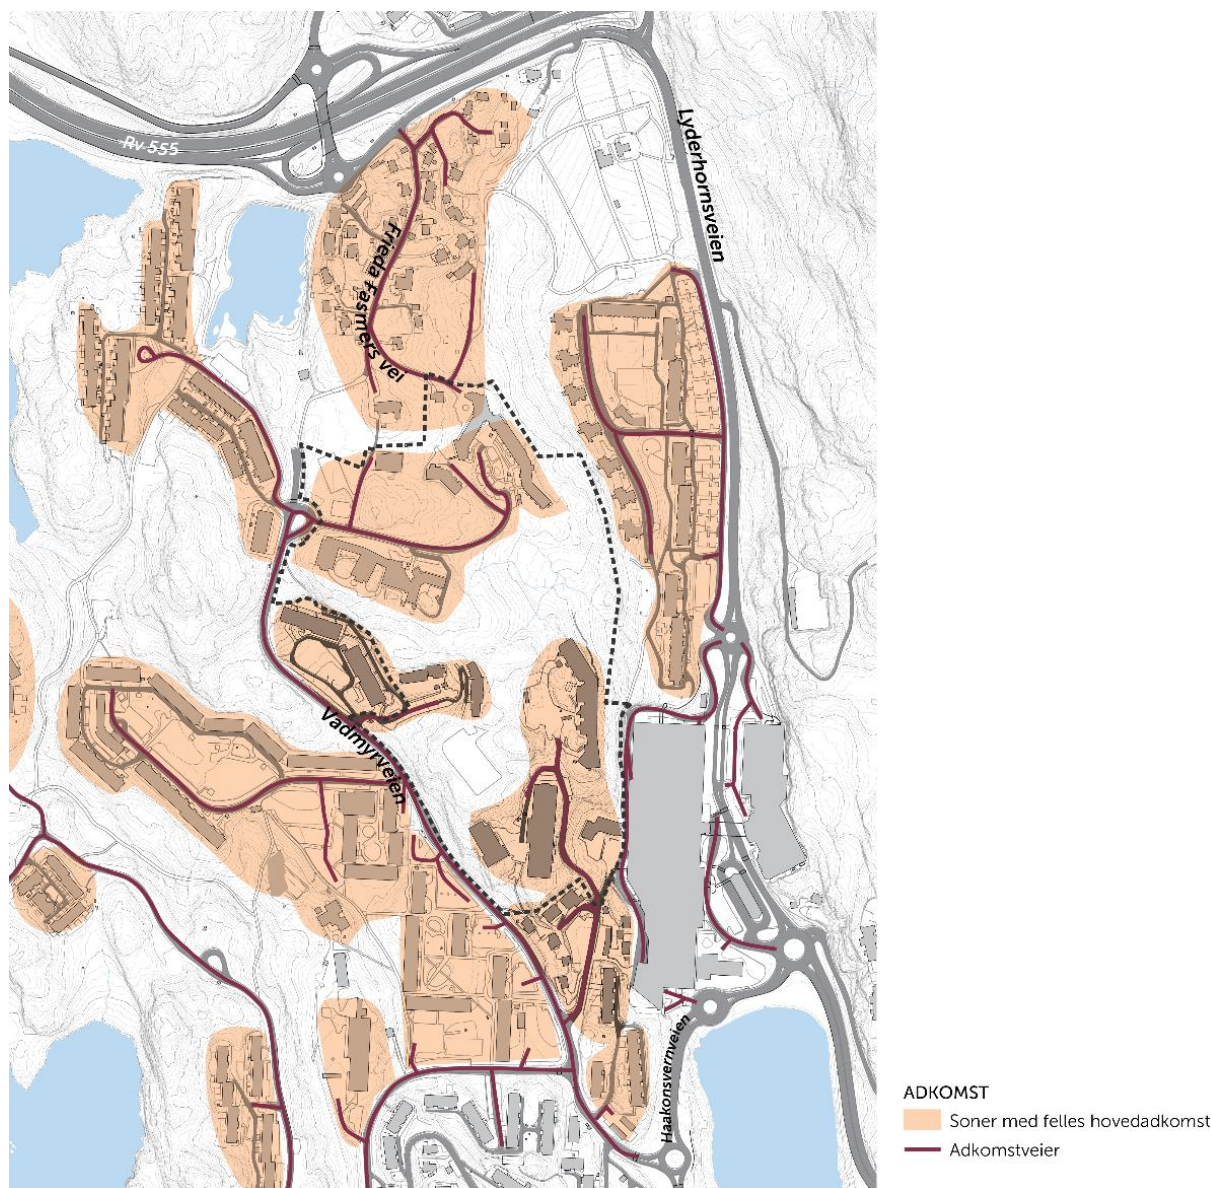 Rv 555
Lyderhornsveien
Frieda Fasmers vei
Vadmyrveien
Haakonsvernveien
ADKOMST
Soner med felles hovedadkomst
Adkomstveier